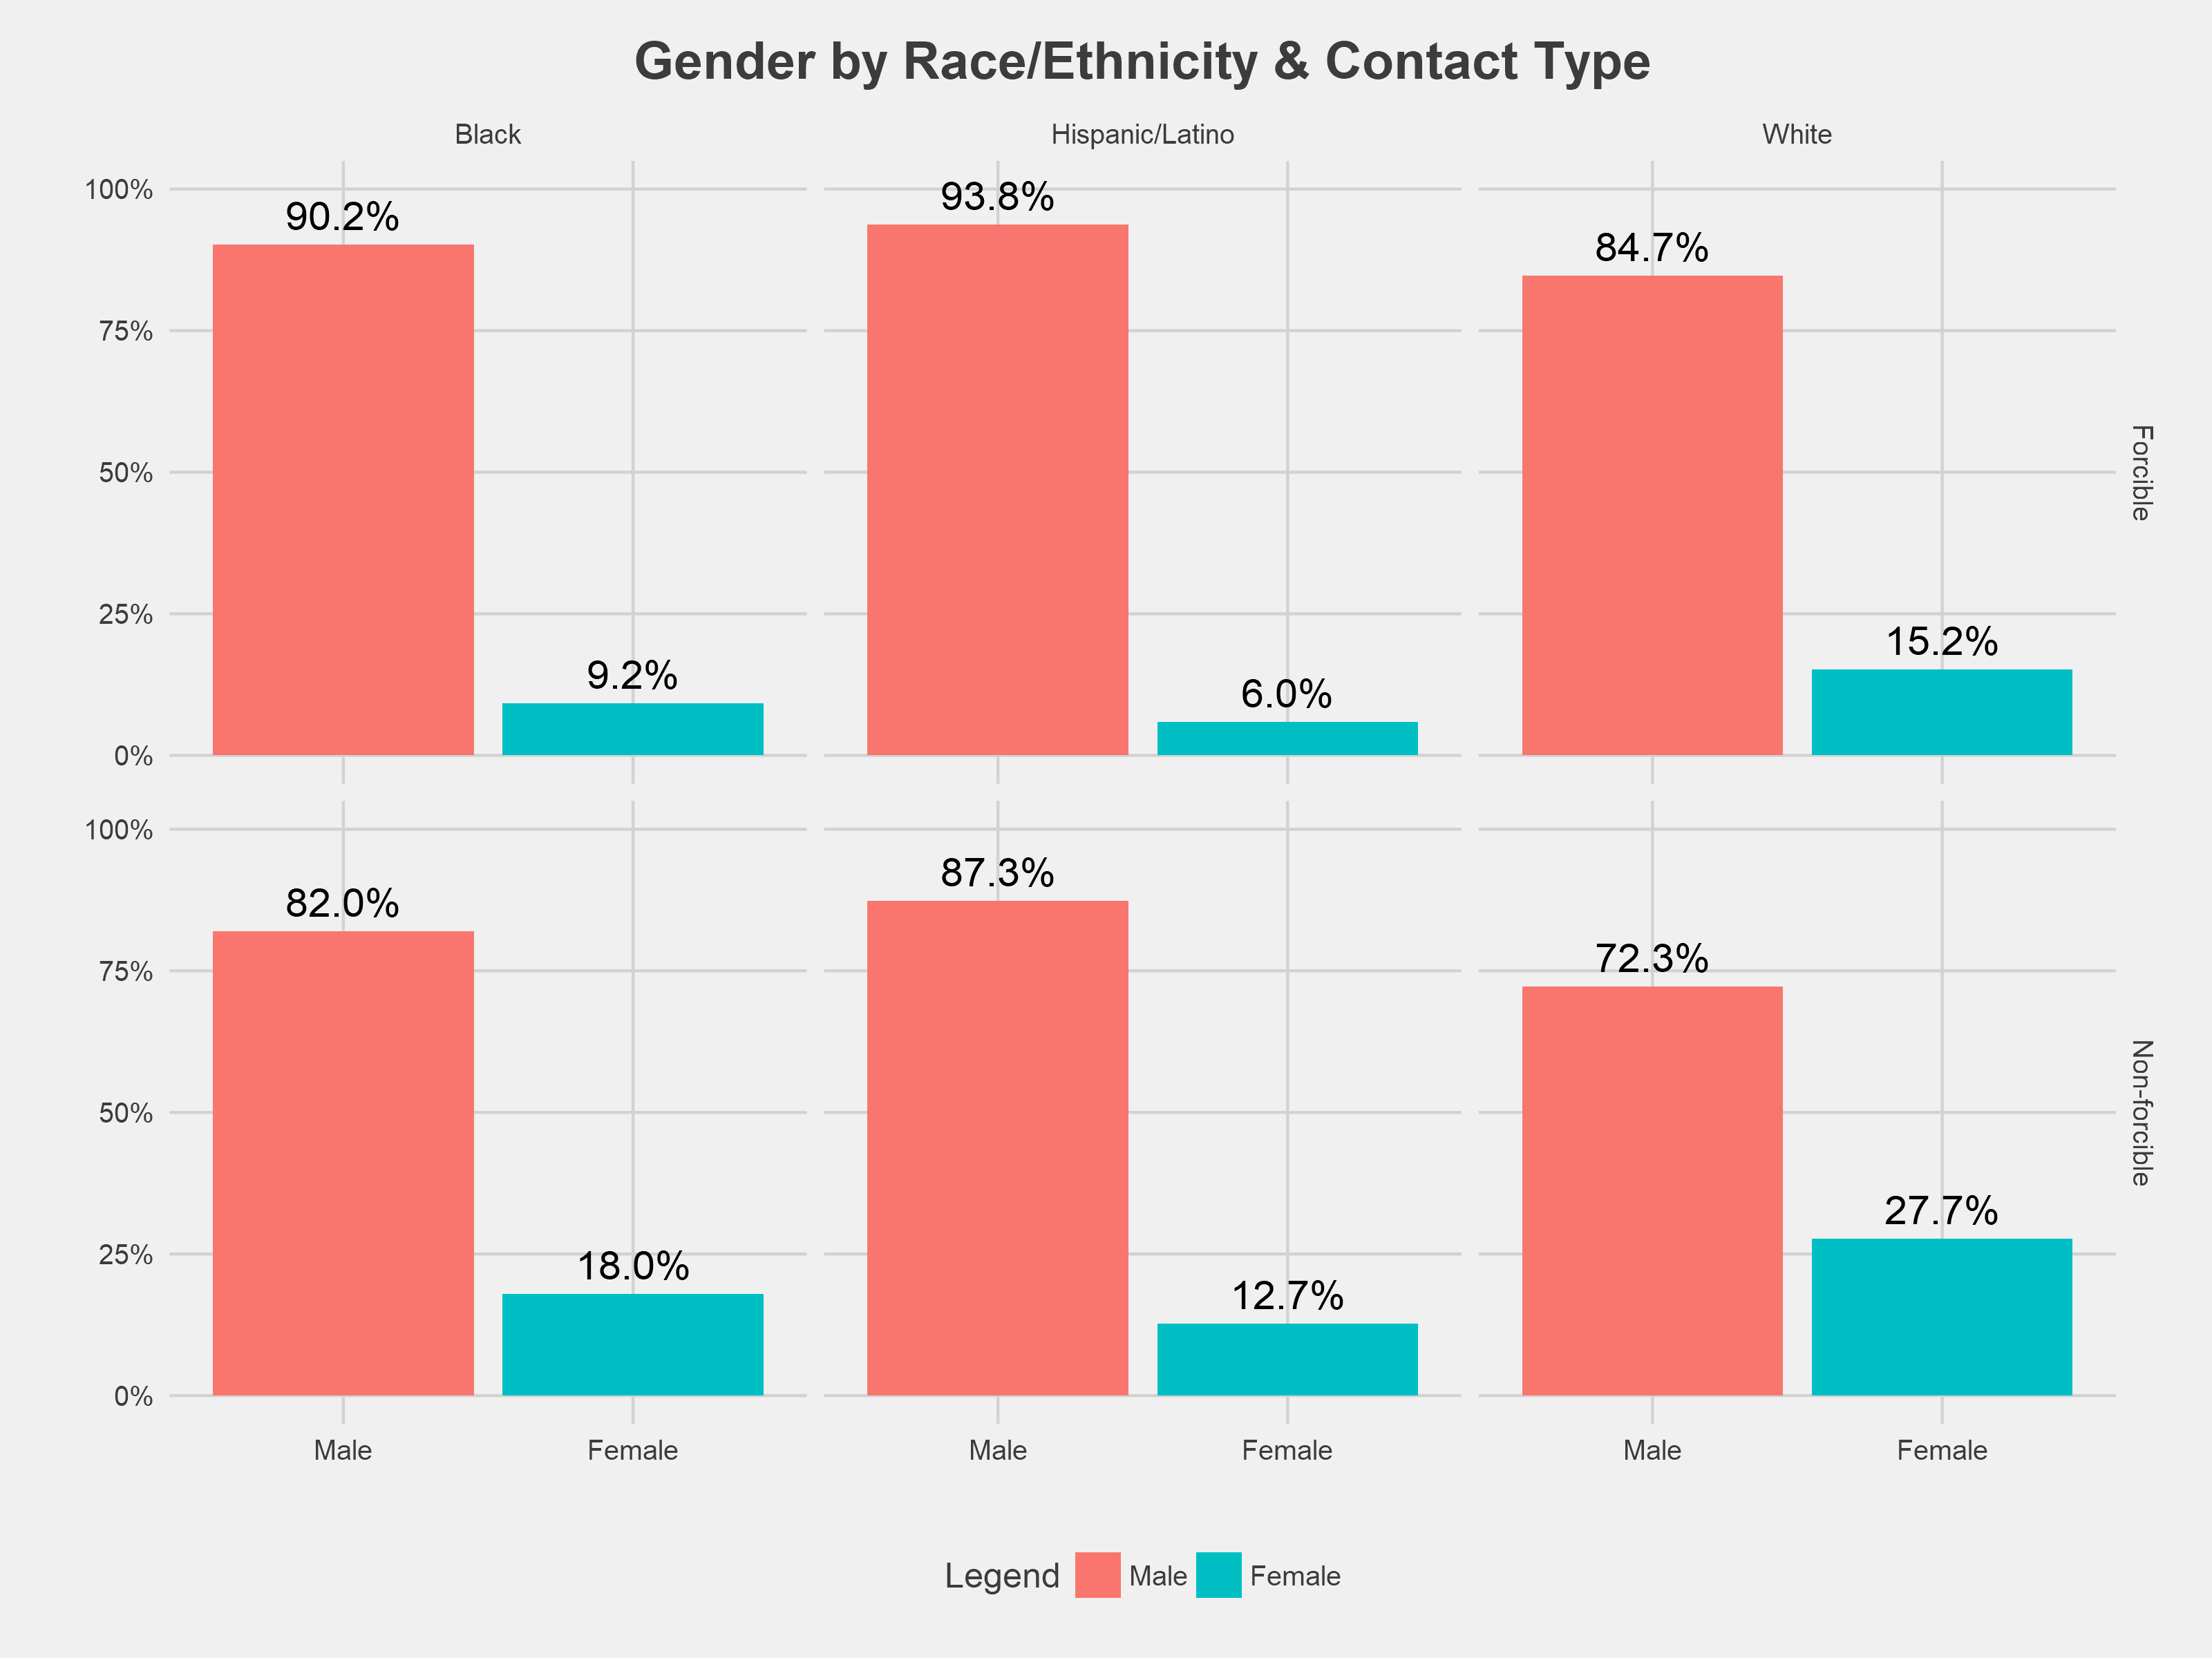 Gender by Race/Ethnicity & Contact Type
Black
Hispanic/Latino
White
100%
75%
50%
25%
0%
90.2%
9.2%
93.8%
6.0%
84.7%
15.2%
Forcible
100%
75%
50%
25%
0%
82.0%
18.0%
87.3%
12.7%
72.3%
27.7%
Non-forcible
Male
Female
Male
Female
Male
Female
Legend
Male
Female